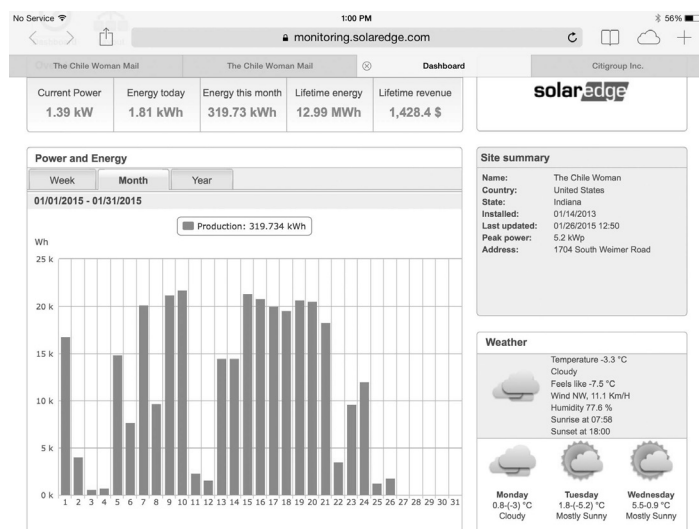 No Service
1:00 PM
56%
monitoring.solaredge.com
The Chile Woman Mail
The Chile Woman Mail
Dashboard
Citigroup Inc.
Current Power
Energy today
Energy this month
Lifetime energy
Lifetime revenue
1.39 kW
1.81 kWh
319.73 kWh
12.99 MWh
1,428.4 $
solaredge
Power and Energy
Week
Month
Year
01/01/2015 - 01/31/2015
Production: 319.734 kWh
Wh
25 k
20 k
15 k
10 k
5 k
0 k
1 2 3 4 5 6 7 8 9 10 11 12 13 14 15 16 17 18 19 20 21 22 23 24 25 26 27 28 29 30 31
Site summary
Name: The Chile Woman
Country: United States
State: Indiana
Installed: 01/14/2013
Last updated: 01/26/2015 12:50
Peak power: 5.2 kWp
Address: 1704 South Weimer Road
Weather
Temperature -3.3 °C
Cloudy
Feels like -7.5 °C
Wind NW, 11.1 Km/H
Humidity 77.6 %
Sunrise at 07:58
Sunset at 18:00
Monday
0.8-(-3) °C
Cloudy
Tuesday
1.8-(-5.2) °C
Mostly Sunny
Wednesday
5.5-0.9 °C
Mostly Sunny